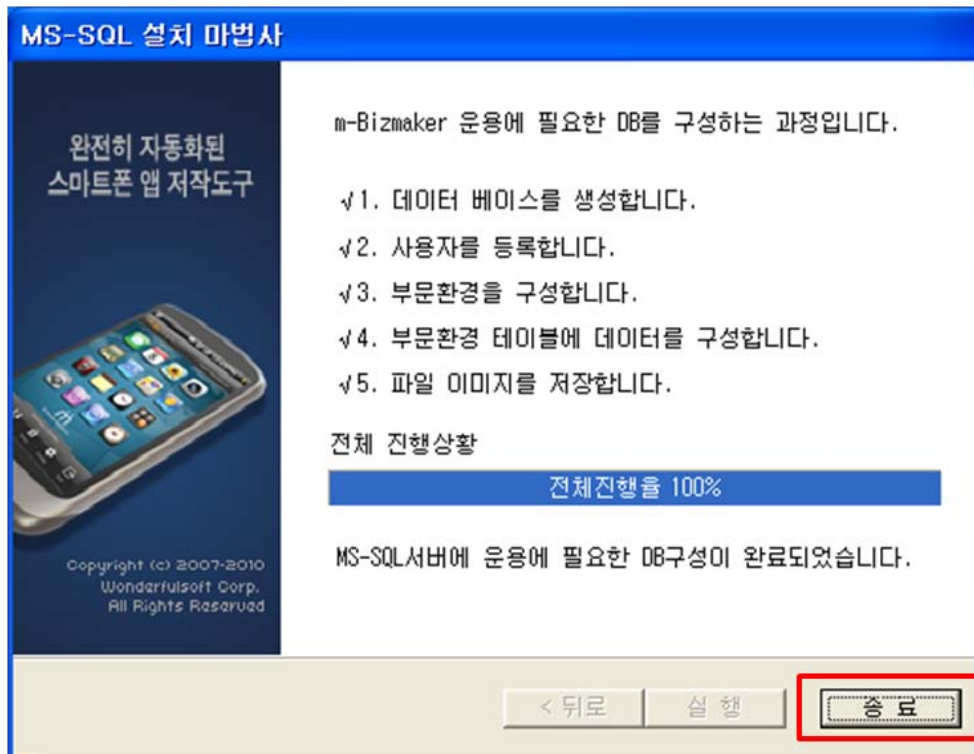 MS-SQL 설치 마법사
완전히 자동화된
스마트폰 앱 저작도구
m-Bizmaker 운용에 필요한 DB를 구성하는 과정입니다.
√1. 데이터 베이스를 생성합니다.
√2. 사용자를 등록합니다.
√3. 부문환경을 구성합니다.
√4. 부문환경 테이블에 데이터를 구성합니다.
√5. 파일 이미지를 저장합니다.
전체 진행상황
전체진행율 100%
MS-SQL서버에 운용에 필요한 DB구성이 완료되었습니다.
Copyright (c) 2007-2010
Wonderfulsoft Corp.
All Rights Reserved
< 뒤로
실 행
종 료